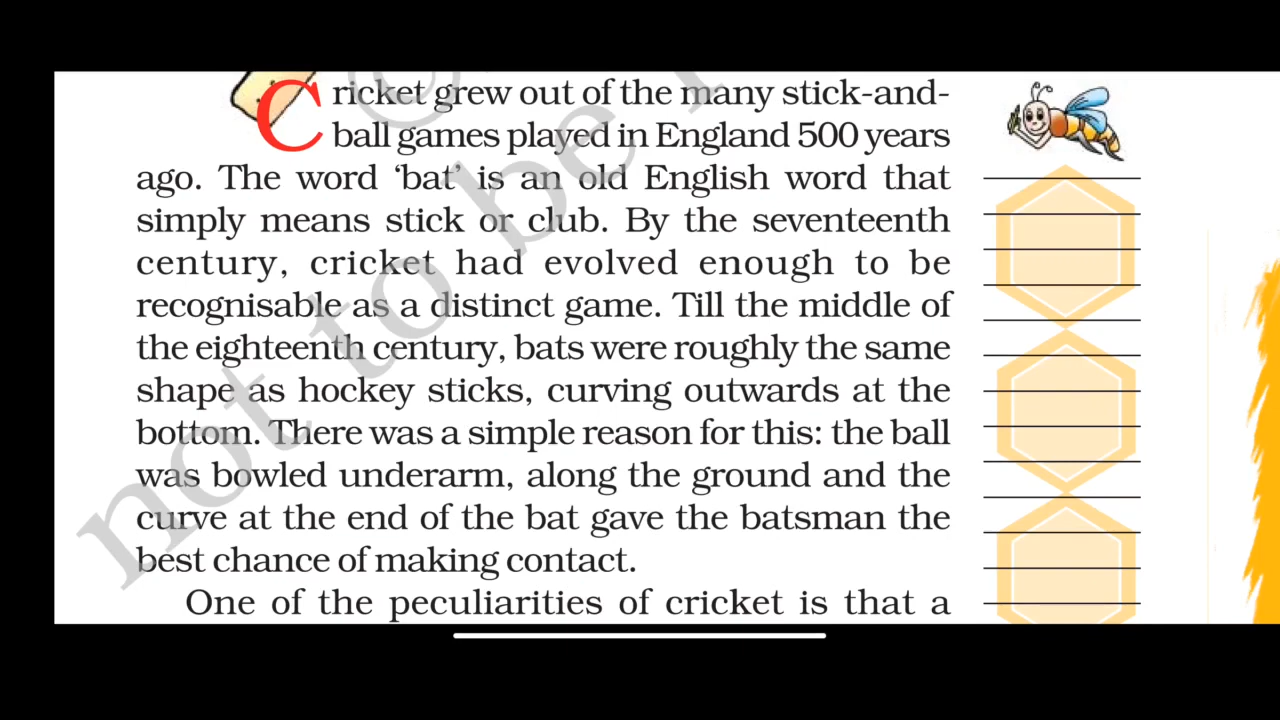 Cricket grew out of the many stick-and-
ball games played in England 500 years
ago. The word ‘bat’ is an old English word that
simply means stick or club. By the seventeenth
century, cricket had evolved enough to be
recognisable as a distinct game. Till the middle of
the eighteenth century, bats were roughly the same
shape as hockey sticks, curving outwards at the
bottom. There was a simple reason for this: the ball
was bowled underarm, along the ground and the
curve at the end of the bat gave the batsman the
best chance of making contact.
One of the peculiarities of cricket is that a
©
not to be r